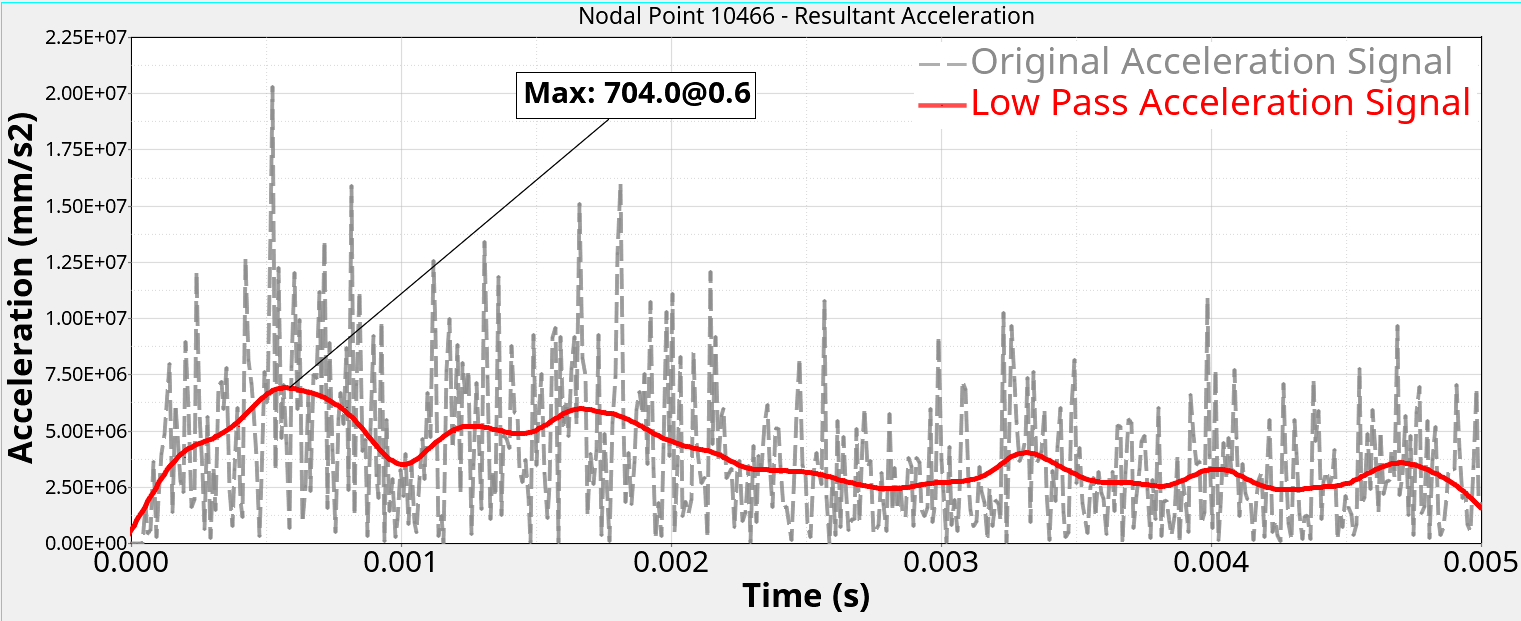 Nodal Point 10466 - Resultant Acceleration
2.25E+07
2.00E+07
1.75E+07
1.50E+07
1.25E+07
1.00E+07
7.50E+06
5.00E+06
2.50E+06
0.00E+00
Acceleration (mm/s2)
Max: 704.0@0.6
Original Acceleration Signal
Low Pass Acceleration Signal
0.000 0.001 0.002 0.003 0.004 0.005
Time (s)